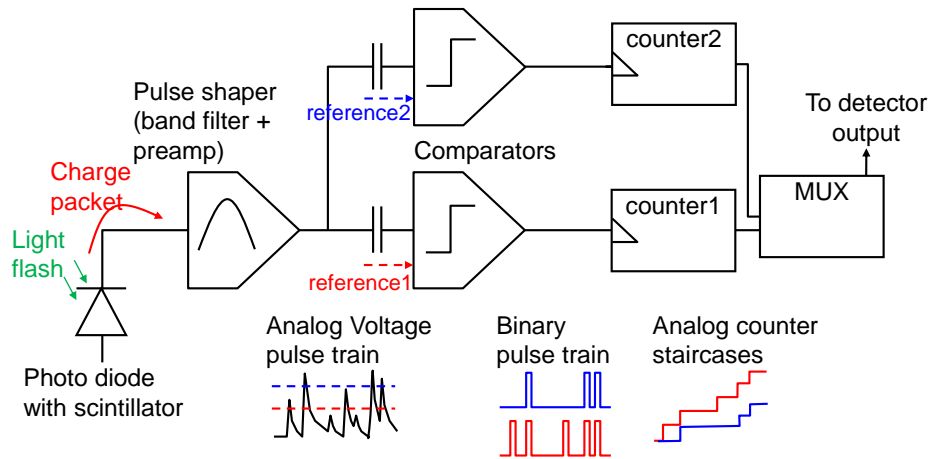 counter2
Pulse shaper
(band filter +
preamp)
reference2
To detector
output
Comparators
Charge
packet
MUX
counter1
Light
flash
reference1
Analog Voltage
pulse train
Binary
pulse train
Analog counter
staircases
Photo diode
with scintillator